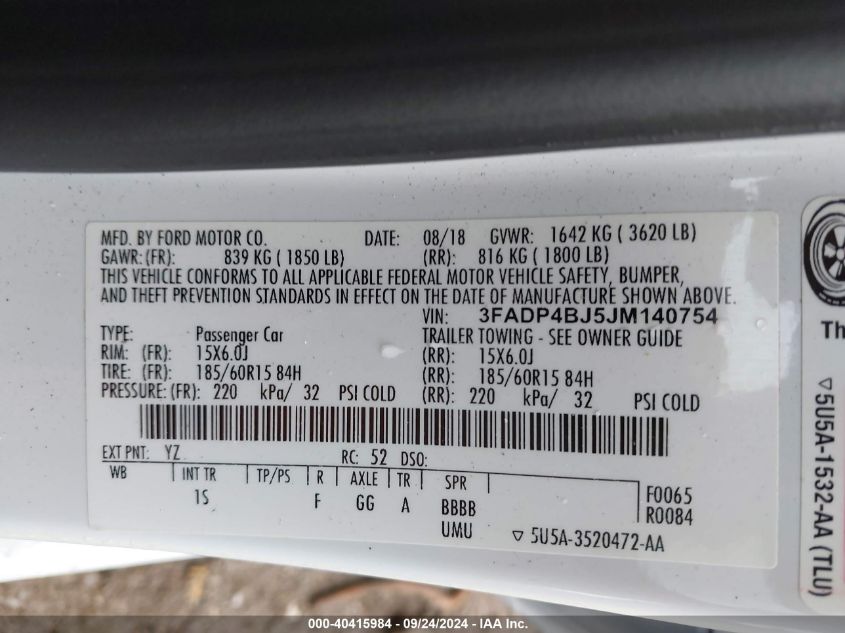 MFD. BY FORD MOTOR CO. DATE: 08/18 GVWR: 1642 KG ( 3620 LB)
GAWR:(FR): 839 KG ( 1850 LB) (RR): 816 KG ( 1800 LB)
THIS VEHICLE CONFORMS TO ALL APPLICABLE FEDERAL MOTOR VEHICLE SAFETY, BUMPER,
AND THEFT PREVENTION STANDARDS IN EFFECT ON THE DATE OF MANUFACTURE SHOWN ABOVE.
VIN: 3FADP4BJ5JM140754
TYPE: Passenger Car TRAILER TOWING - SEE OWNER GUIDE
RIM: (FR): 15X6.0J (RR): 15X6.0J
TIRE: (FR): 185/60R15 84H (RR): 185/60R15 84H
PRESSURE: (FR): 220 kPa/ 32 PSI COLD (RR): 220 kPa/ 32 PSI COLD
EXT PNT: YZ RC: 52 DSO:
WB INT TR TP/PS R AXLE TR SPR
1S F GG A BBBB F0065
UMU R0084
5U5A-3520472-AA
Th
5U5A-1532-AA (TLU)
000-40415984 - 09/24/2024 - IAA Inc.